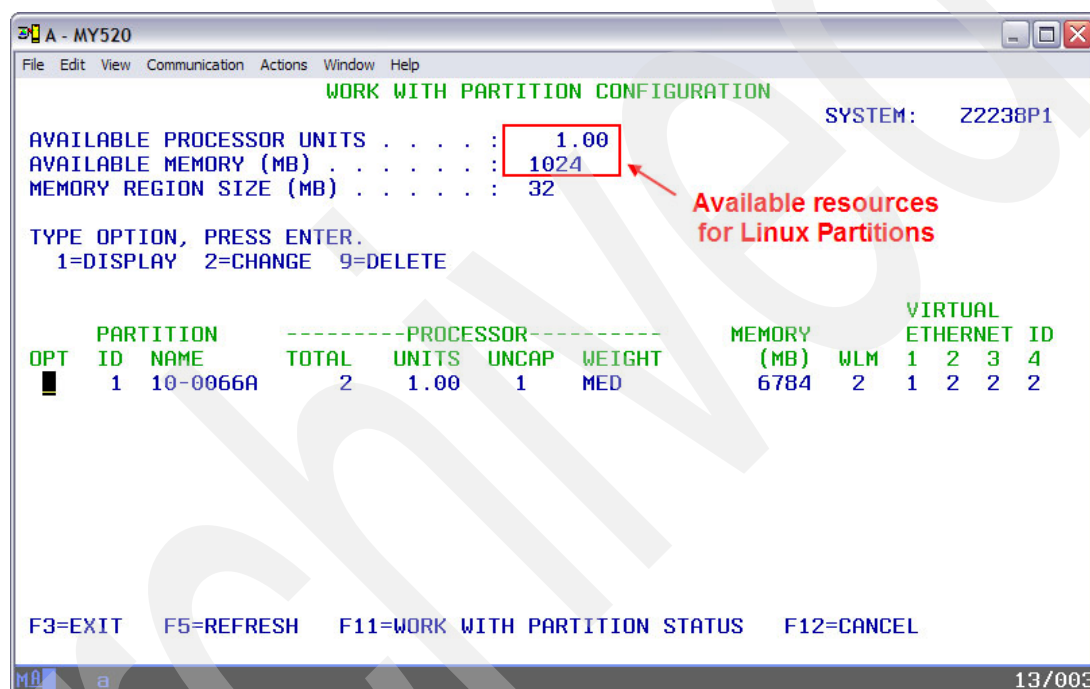 A - MY520
File Edit View Communication Actions Window Help
WORK WITH PARTITION CONFIGURATION
SYSTEM: Z2238P1
AVAILABLE PROCESSOR UNITS . . . . : 1.00
AVAILABLE MEMORY (MB) . . . . . . : 1024
MEMORY REGION SIZE (MB) . . . . . : 32
Available resources
for Linux Partitions
TYPE OPTION, PRESS ENTER.
1=DISPLAY 2=CHANGE 9=DELETE
VIRTUAL
PARTITION ---------PROCESSOR---------- MEMORY ETHERNET ID
OPT ID NAME TOTAL UNITS UNCAP WEIGHT (MB) WLM 1 2 3 4
1 10-0066A 2 1.00 1 MED 6784 2 1 2 2 2
F3=EXIT F5=REFRESH F11=WORK WITH PARTITION STATUS F12=CANCEL
MA a 13/003